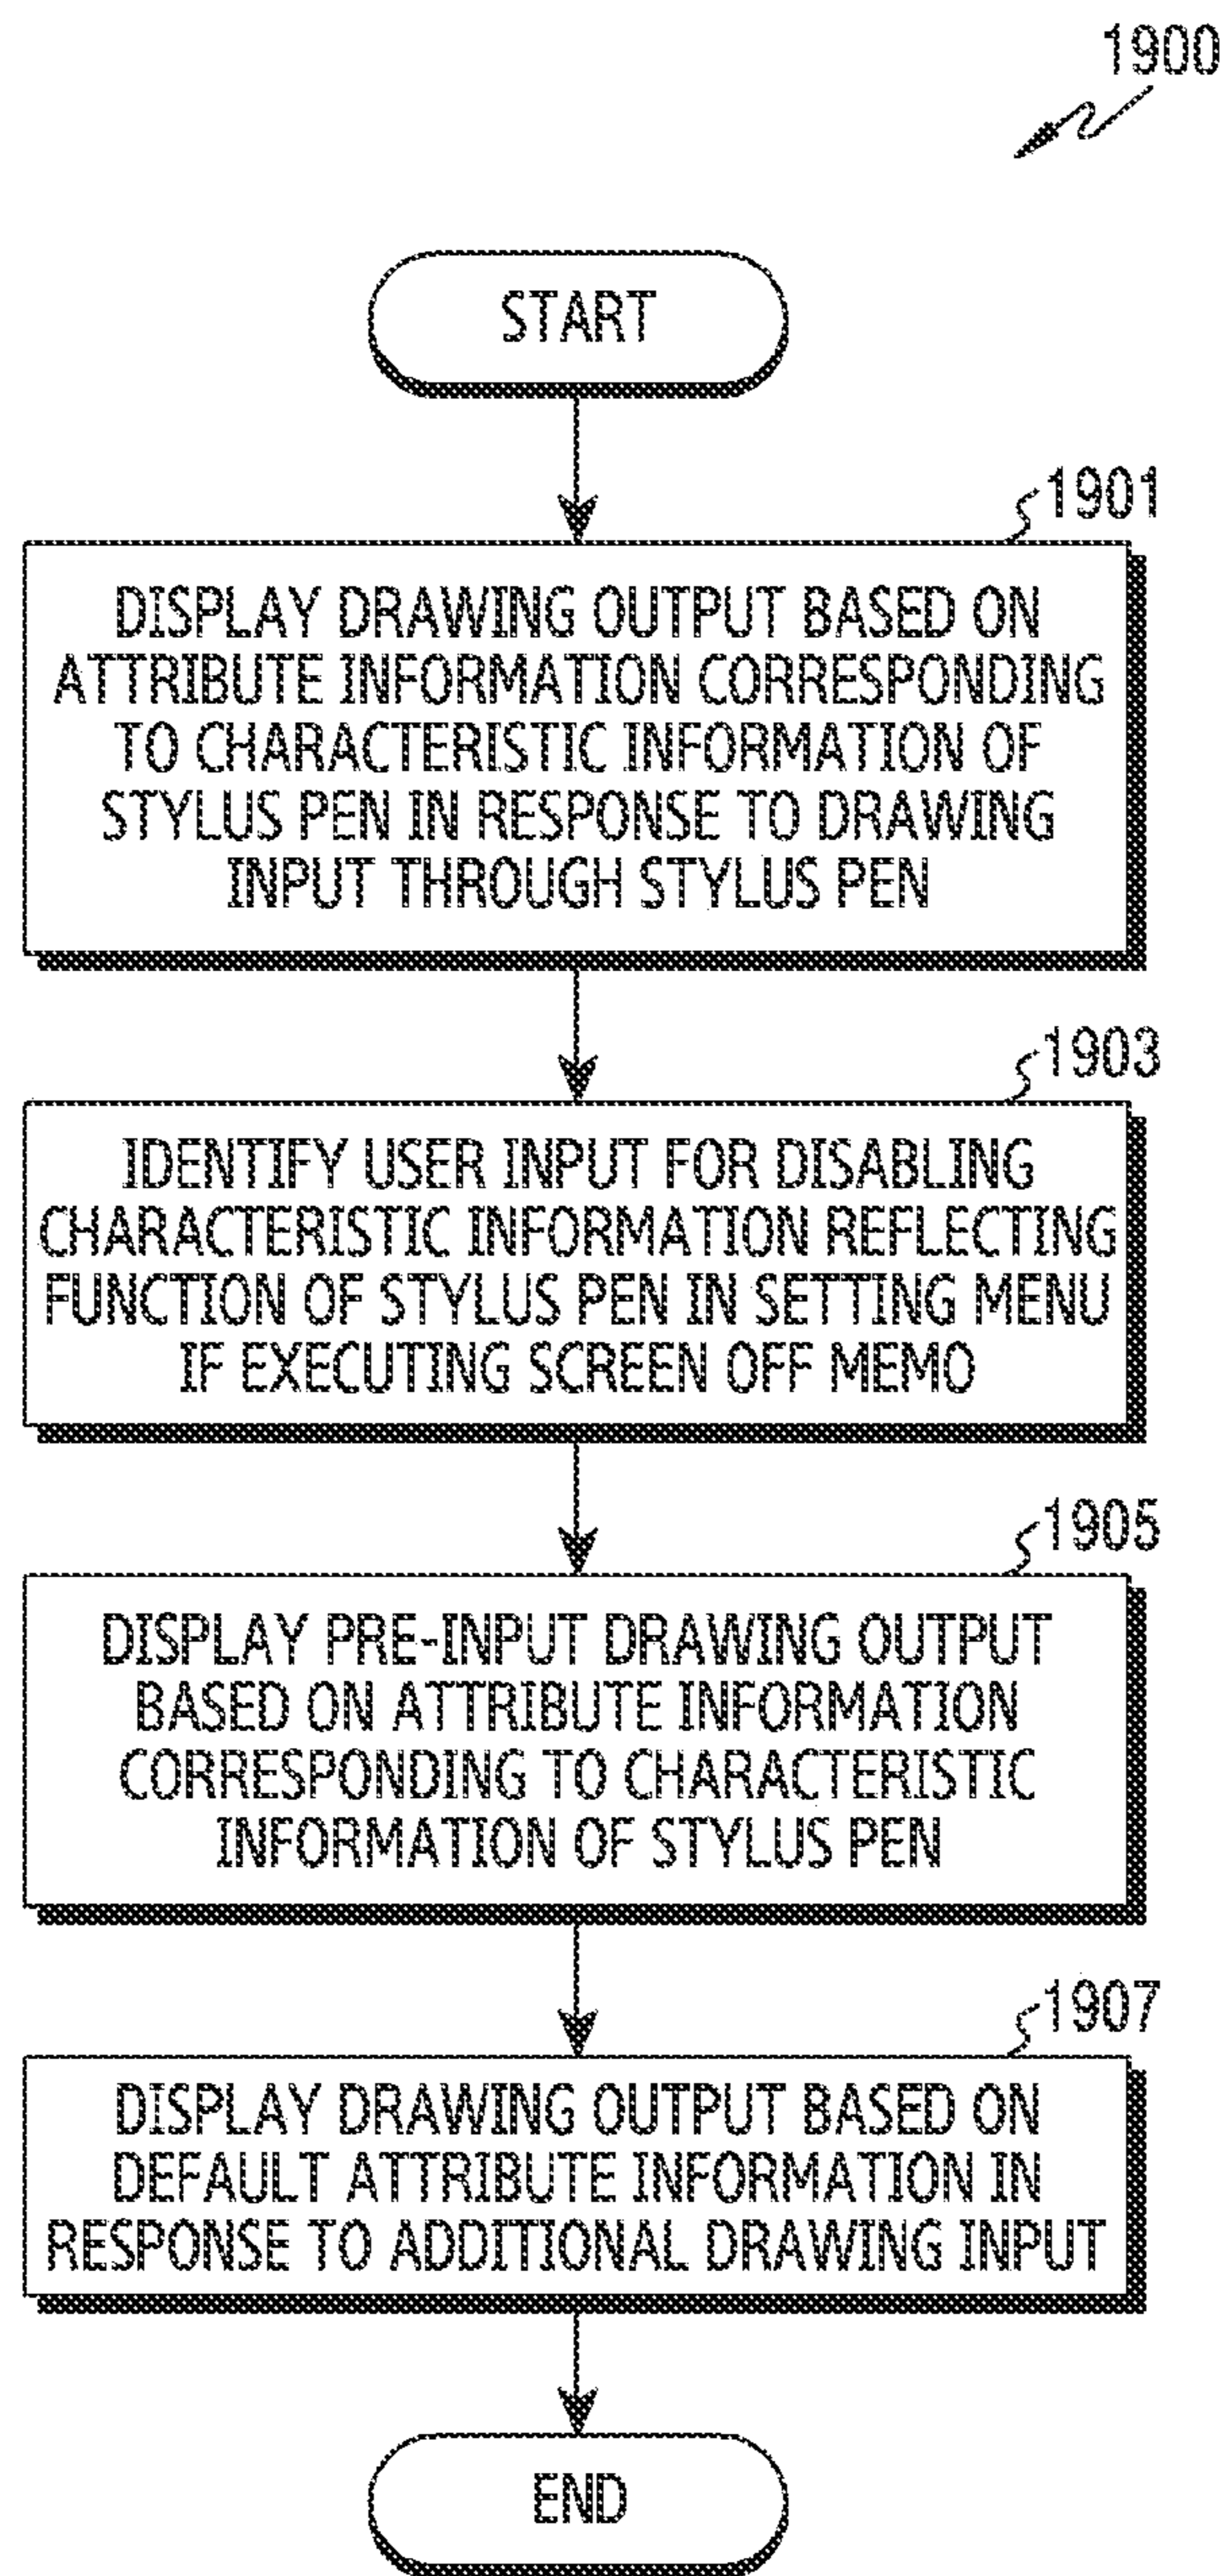 1900
START
1901
DISPLAY DRAWING OUTPUT BASED ON
ATTRIBUTE INFORMATION CORRESPONDING
TO CHARACTERISTIC INFORMATION OF
STYLUS PEN IN RESPONSE TO DRAWING
INPUT THROUGH STYLUS PEN
1903
IDENTIFY USER INPUT FOR DISABLING
CHARACTERISTIC INFORMATION REFLECTING
FUNCTION OF STYLUS PEN IN SETTING MENU
IF EXECUTING SCREEN OFF MEMO
1905
DISPLAY PRE-INPUT DRAWING OUTPUT
BASED ON ATTRIBUTE INFORMATION
CORRESPONDING TO CHARACTERISTIC
INFORMATION OF STYLUS PEN
1907
DISPLAY DRAWING OUTPUT BASED ON
DEFAULT ATTRIBUTE INFORMATION IN
RESPONSE TO ADDITIONAL DRAWING INPUT
END